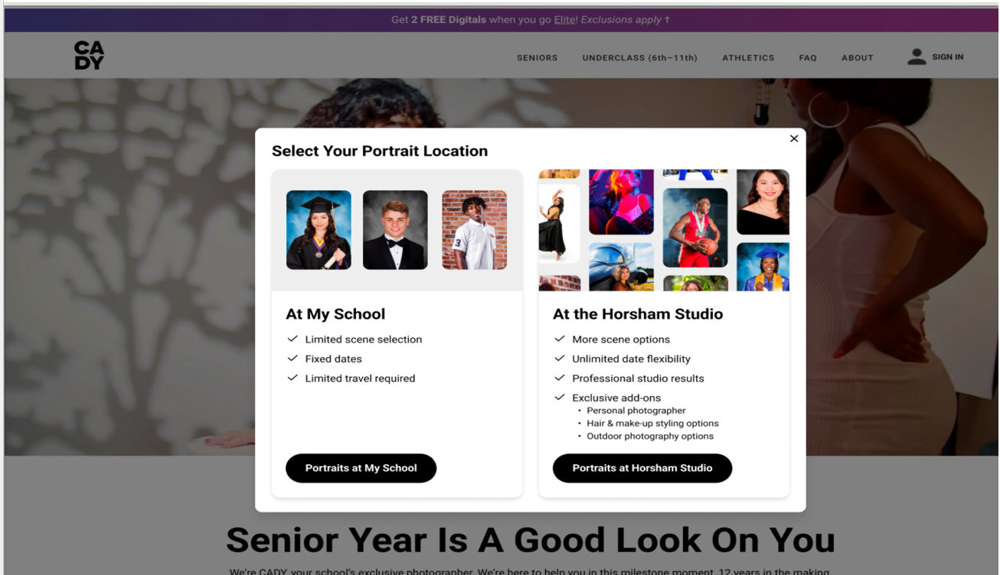 Get 2 FREE Digitals when you go Elite! Exclusions apply †
CA
DY
SENIORS
UNDERCLASS (6th–11th)
ATHLETICS
FAQ
ABOUT
SIGN IN
Select Your Portrait Location
3
At My School
Limited scene selection
Fixed dates
Limited travel required
Portraits at My School
At the Horsham Studio
More scene options
Unlimited date flexibility
Professional studio results
Exclusive add-ons
• Personal photographer
• Hair & make-up styling options
• Outdoor photography options
Portraits at Horsham Studio
Senior Year Is A Good Look On You
We're CADY, your school's exclusive photographer. We're here to help you in this milestone moment, 12 years in the making.